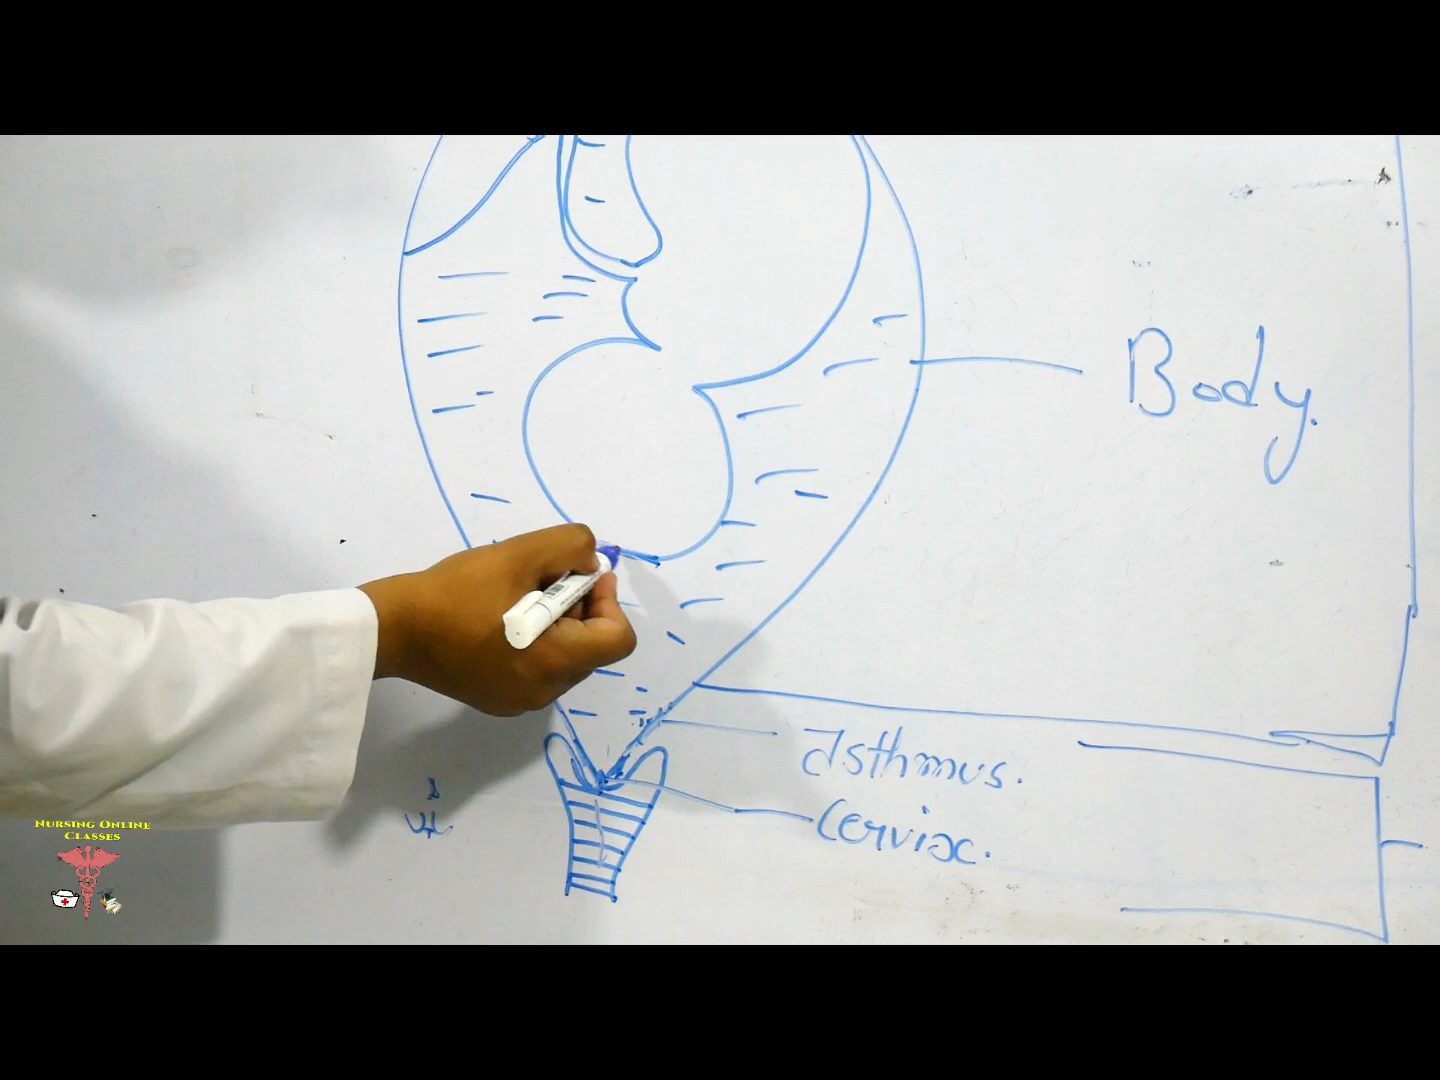 Body.
Isthmus.
Cervix.
NURSING ONLINE
CLASSES